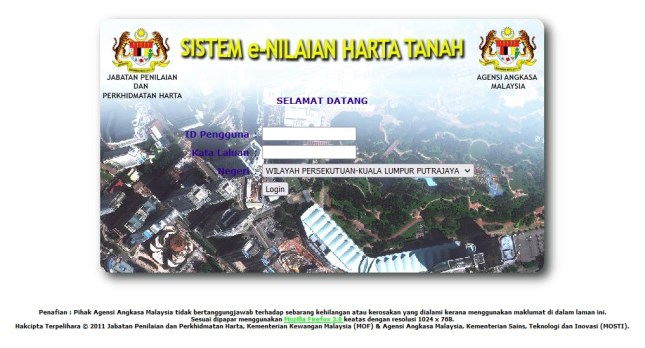 SISTEM e-NILAIAN HARTA TANAH
JABATAN PENILAIAN
DAN
PERKHIDMATAN HARTA
AGENSI ANGKASA
MALAYSIA
SELAMAT DATANG
ID Pengguna
Kata Laluan
Negeri
WILAYAH PERSEKUTUAN-KUALA LUMPUR PUTRAJAYA
Login
Penafian : Pihak Agensi Angkasa Malaysia tidak bertanggungjawab terhadap sebarang kehilangan atau kerosakan yang dialami kerana menggunakan maklumat di dalam laman ini.
Sesuai dipapar menggunakan Mozilla Firefox 3.0 keatas dengan resolusi 1024 x 768.
Hakcipta Terpelihara © 2011 Jabatan Penilaian dan Perkhidmatan Harta, Kementerian Kewangan Malaysia (MOF) & Agensi Angkasa Malaysia, Kementerian Sains, Teknologi dan Inovasi (MOSTI).